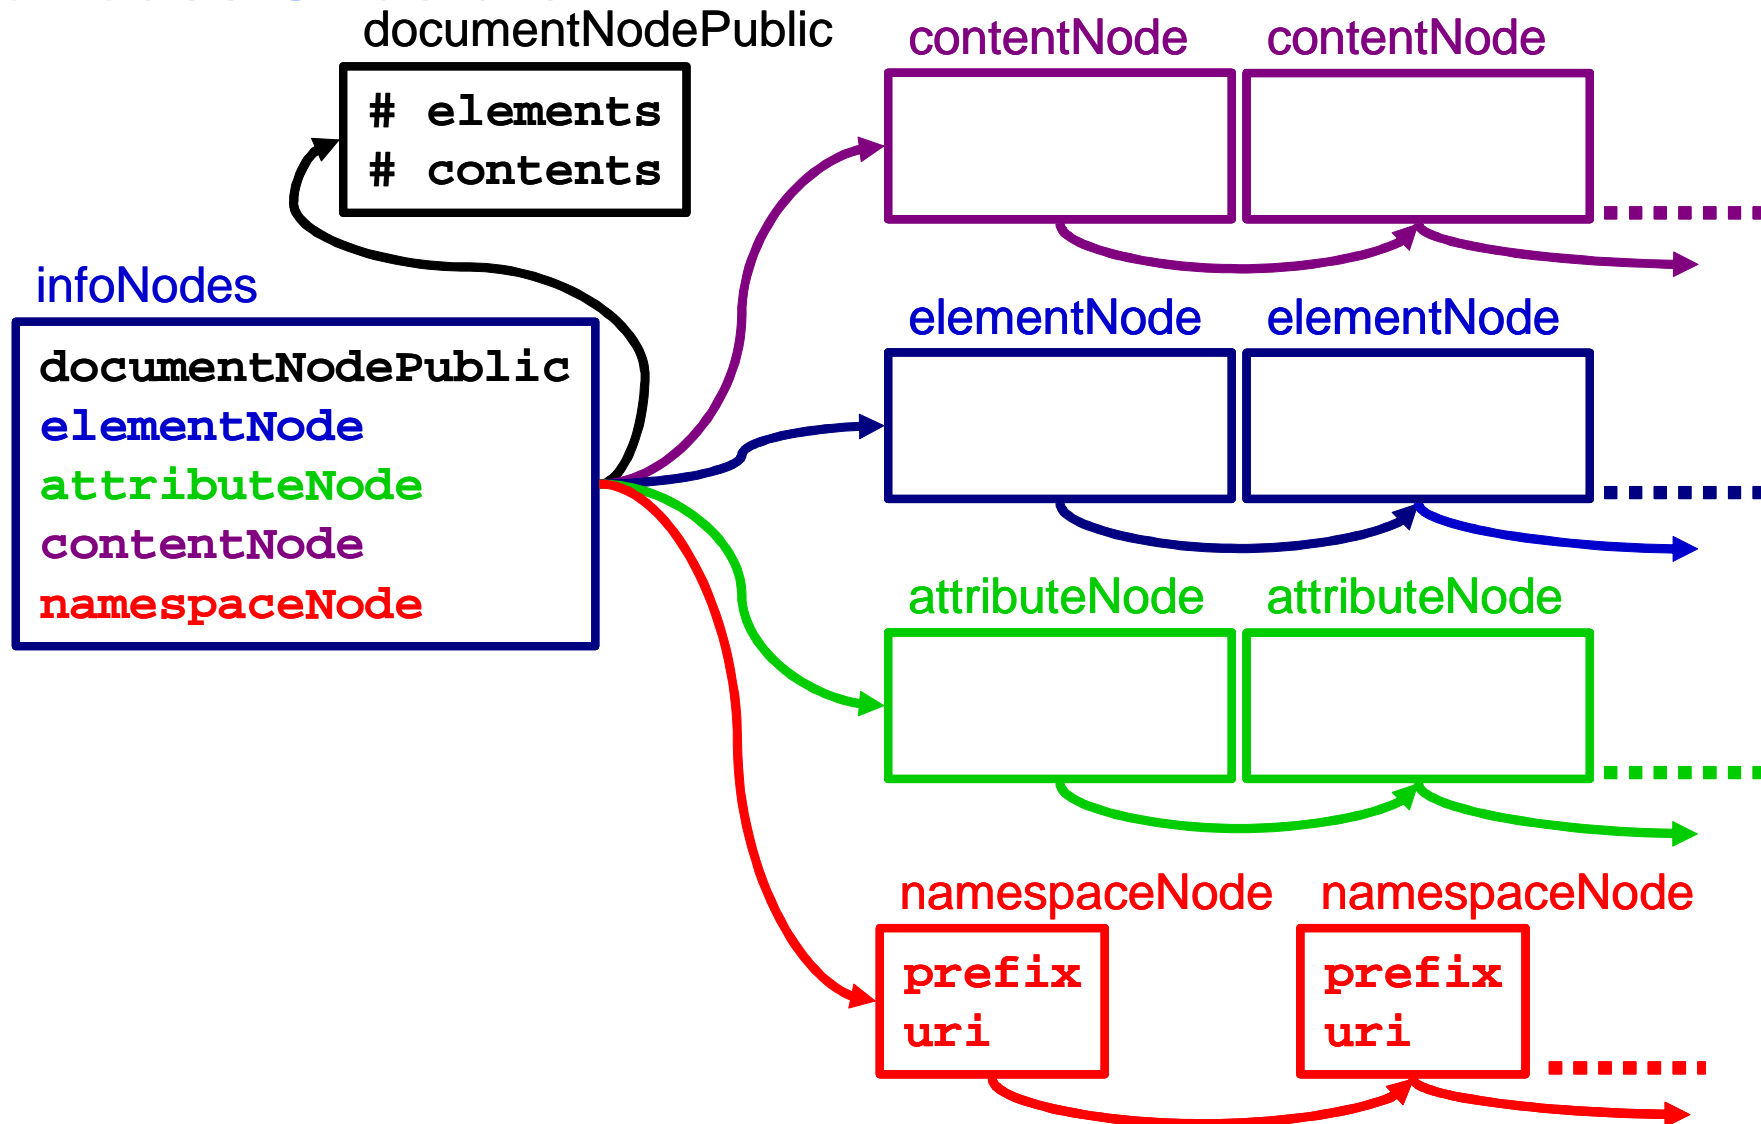 documentNodePublic
# elements
# contents
infoNodes
documentNodePublic
elementNode
attributeNode
contentNode
namespaceNode
contentNode contentNode
elementNode elementNode
attributeNode attributeNode
namespaceNode namespaceNode
prefix prefix
uri uri